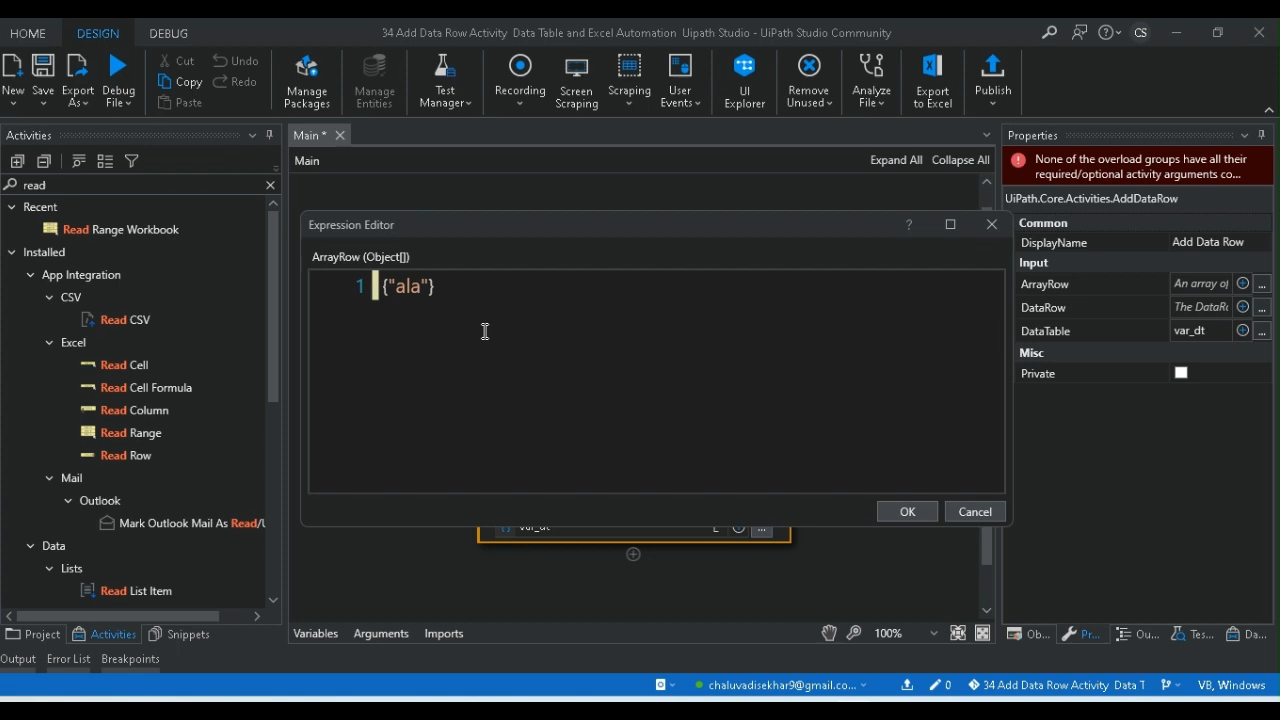 HOME DESIGN DEBUG 34 Add Data Row Activity Data Table and Excel Automation Uipath Studio - UiPath Studio Community CS
Cut Undo
Copy Redo
Paste
New Save Export As Debug File
Manage Packages
Manage Entities
Test Manager
Recording
Screen Scraping
Scraping
User Events
UI Explorer
Remove Unused
Analyze File
Export to Excel
Publish
Activities
read
Recent
Read Range Workbook
Installed
App Integration
CSV
Read CSV
Excel
Read Cell
Read Cell Formula
Read Column
Read Range
Read Row
Mail
Outlook
Mark Outlook Mail As Read/U
Data
Lists
Read List Item
Project Activities Snippets
Output Error List Breakpoints
Main *
Main Expand All Collapse All
Expression Editor ?
ArrayRow (Object[])
1 {"ala"}
OK Cancel
var_dt
Variables Arguments Imports 100%
Properties
None of the overload groups have all their
required/optional activity arguments co...
UiPath.Core.Activities.AddDataRow
Common
DisplayName Add Data Row
Input
ArrayRow An array of ...
DataRow The DataR ...
DataTable var_dt ...
Misc
Private
Ob... Pr... Ou... Tes... Da...
chaluvadisekhar9@gmail.co... 0 34 Add Data Row Activity Data T VB, Windows